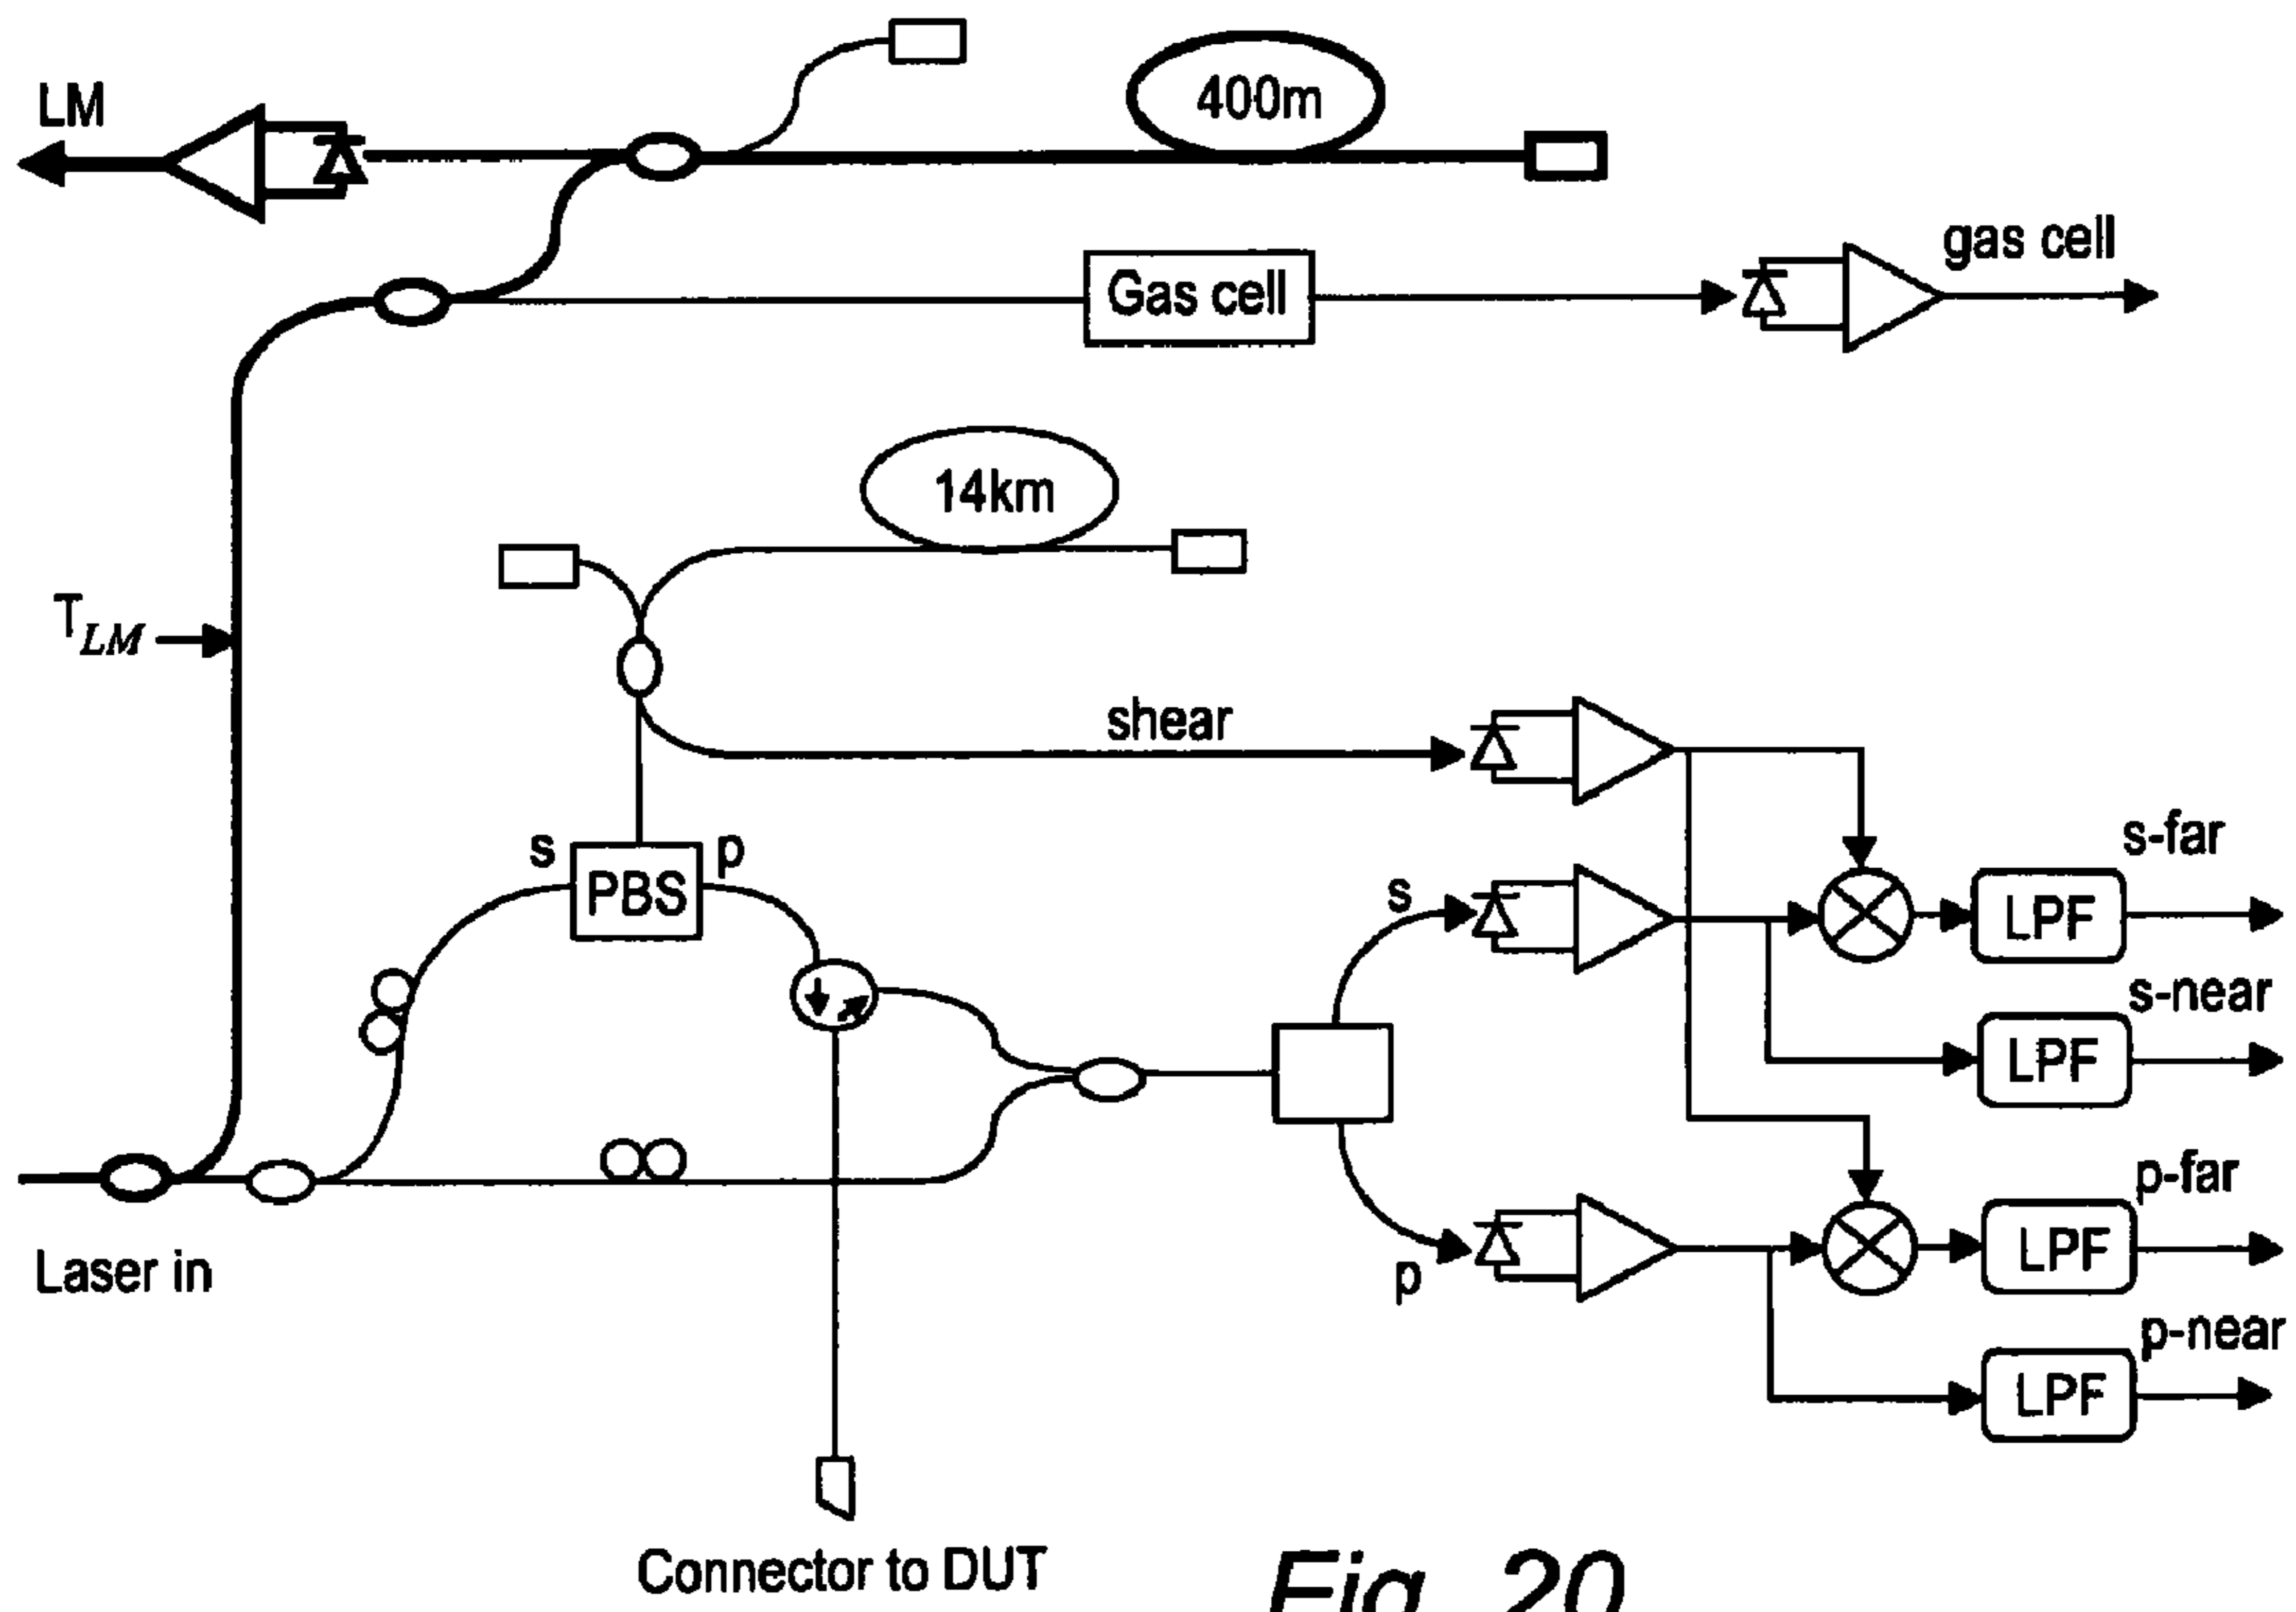 LM
400m
gas cell
Gas cell
14km
T_LM
shear
s
PBS
p
s-far
s
LPF
s-near
LPF
p-far
p
LPF
p-near
LPF
Laser in
Connector to DUT
Fig. 20